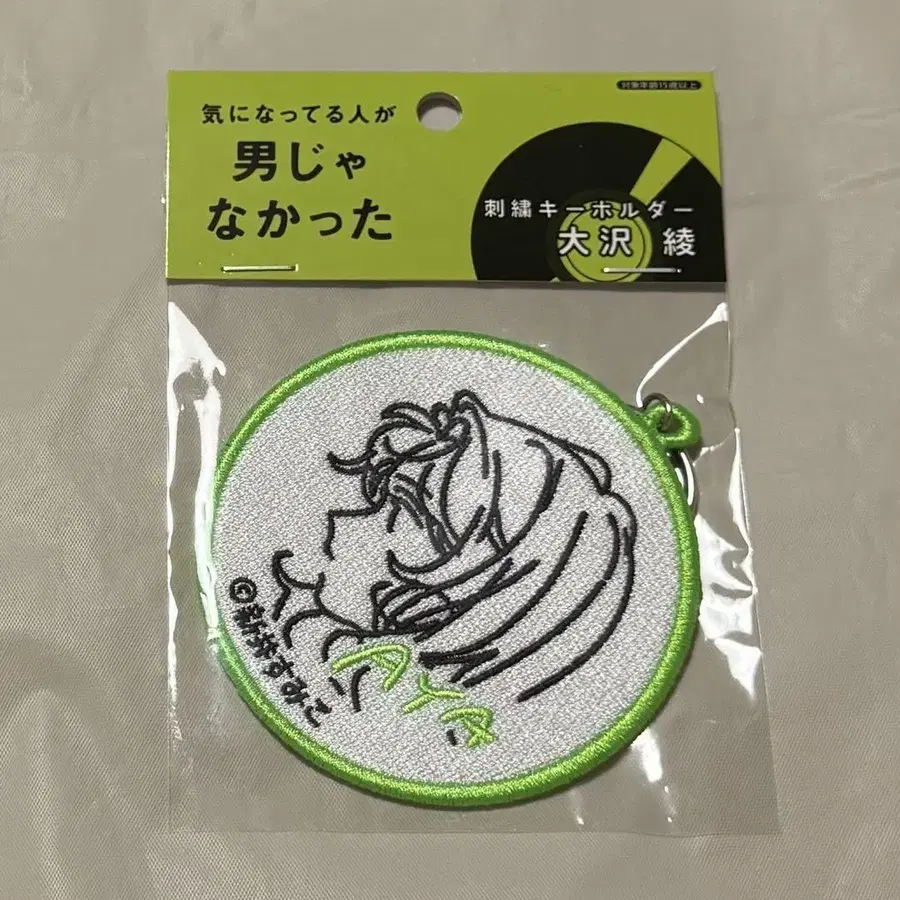 対象年齢15歳以上
気になってる人が
男じゃ
なかった
刺繍キーホルダー
大沢 綾
©新井すみこ
AYA